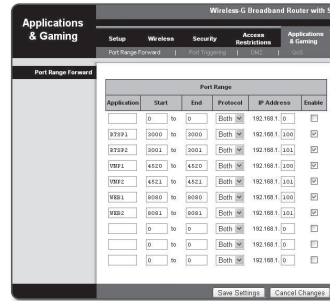 Wireless-G Broadband Router with S
Applications & Gaming
Setup Wireless Security Access Restrictions Applications & Gaming
Port Range Forward | Port Triggering | DMZ | QoS
Port Range Forward
Port Range
Application Start End Protocol IP Address Enable
0 to 0 Both 192.168.1. 0
RTSP1 3000 to 3000 Both 192.168.1. 100
RTSP2 3001 to 3001 Both 192.168.1. 101
VNP1 4520 to 4520 Both 192.168.1. 100
VNP2 4521 to 4521 Both 192.168.1. 101
WEB1 8080 to 8080 Both 192.168.1. 100
WEB2 8081 to 8081 Both 192.168.1. 101
0 to 0 Both 192.168.1. 0
0 to 0 Both 192.168.1. 0
0 to 0 Both 192.168.1. 0
Save Settings Cancel Changes